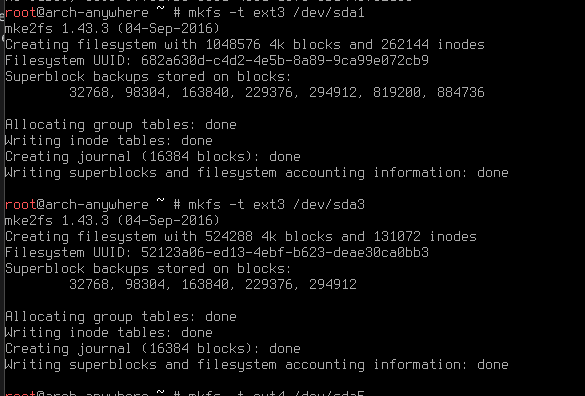 root@arch-anywhere ~ # mkfs -t ext3 /dev/sda1
mke2fs 1.43.3 (04-Sep-2016)
Creating filesystem with 1048576 4k blocks and 262144 inodes
Filesystem UUID: 682a630d-c4d2-4e5b-8a89-9ca99e072cb9
Superblock backups stored on blocks:
32768, 98304, 163840, 229376, 294912, 819200, 884736
Allocating group tables: done
Writing inode tables: done
Creating journal (16384 blocks): done
Writing superblocks and filesystem accounting information: done
root@arch-anywhere ~ # mkfs -t ext3 /dev/sda3
mke2fs 1.43.3 (04-Sep-2016)
Creating filesystem with 524288 4k blocks and 131072 inodes
Filesystem UUID: 52123a06-ed13-4ebf-b623-deae30ca0bb3
Superblock backups stored on blocks:
32768, 98304, 163840, 229376, 294912
Allocating group tables: done
Writing inode tables: done
Creating journal (16384 blocks): done
Writing superblocks and filesystem accounting information: done
root@arch-anywhere ~ # mkfs -t ext4 /dev/sda5